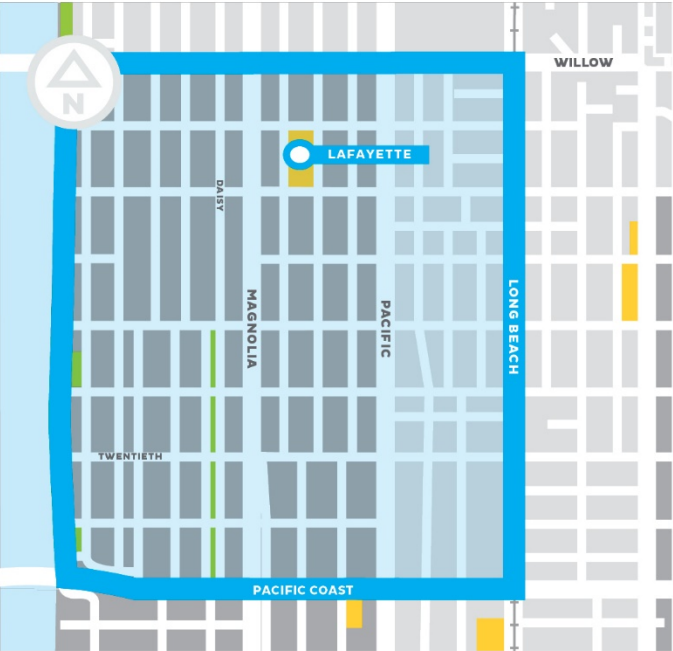 WILLOW
N
LAFAYETTE
DAISY
MAGNOLIA
PACIFIC
LONG BEACH
TWENTIETH
PACIFIC COAST